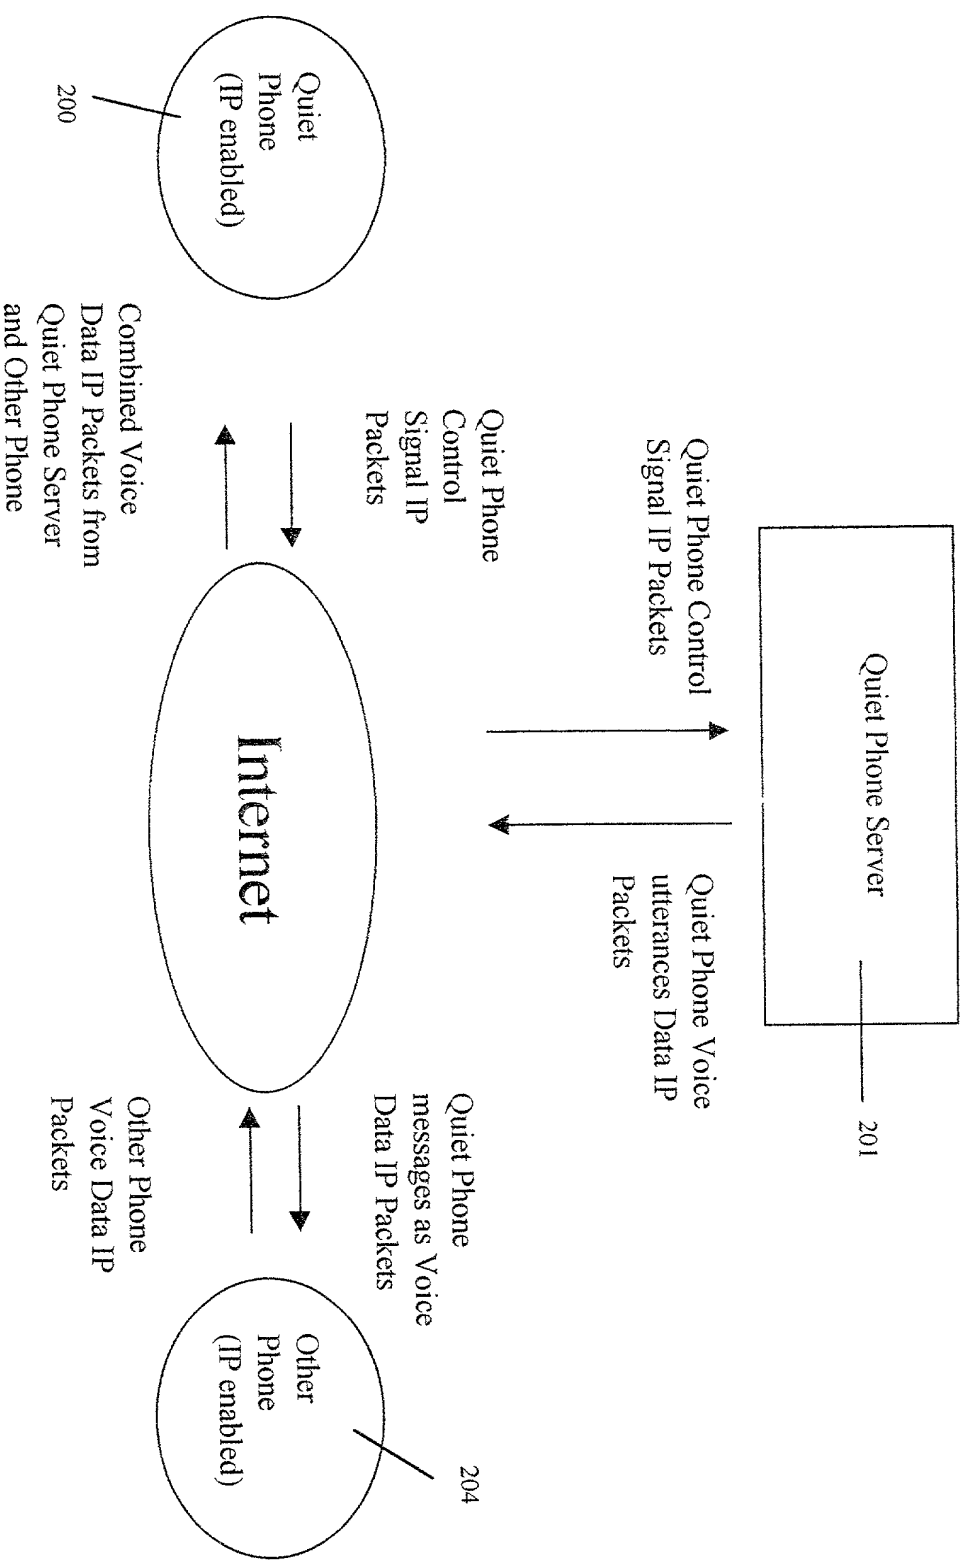 Quiet Phone Server
201
Quiet Phone Control
Signal IP Packets
Quiet Phone Voice
utterances Data IP
Packets
Quiet Phone
Control
Signal IP
Packets
Quiet Phone
messages as Voice
Data IP Packets
Quiet
Phone
(IP enabled)
200
Internet
Other
Phone
(IP enabled)
204
Combined Voice
Data IP Packets from
Quiet Phone Server
and Other Phone
Other Phone
Voice Data IP
Packets